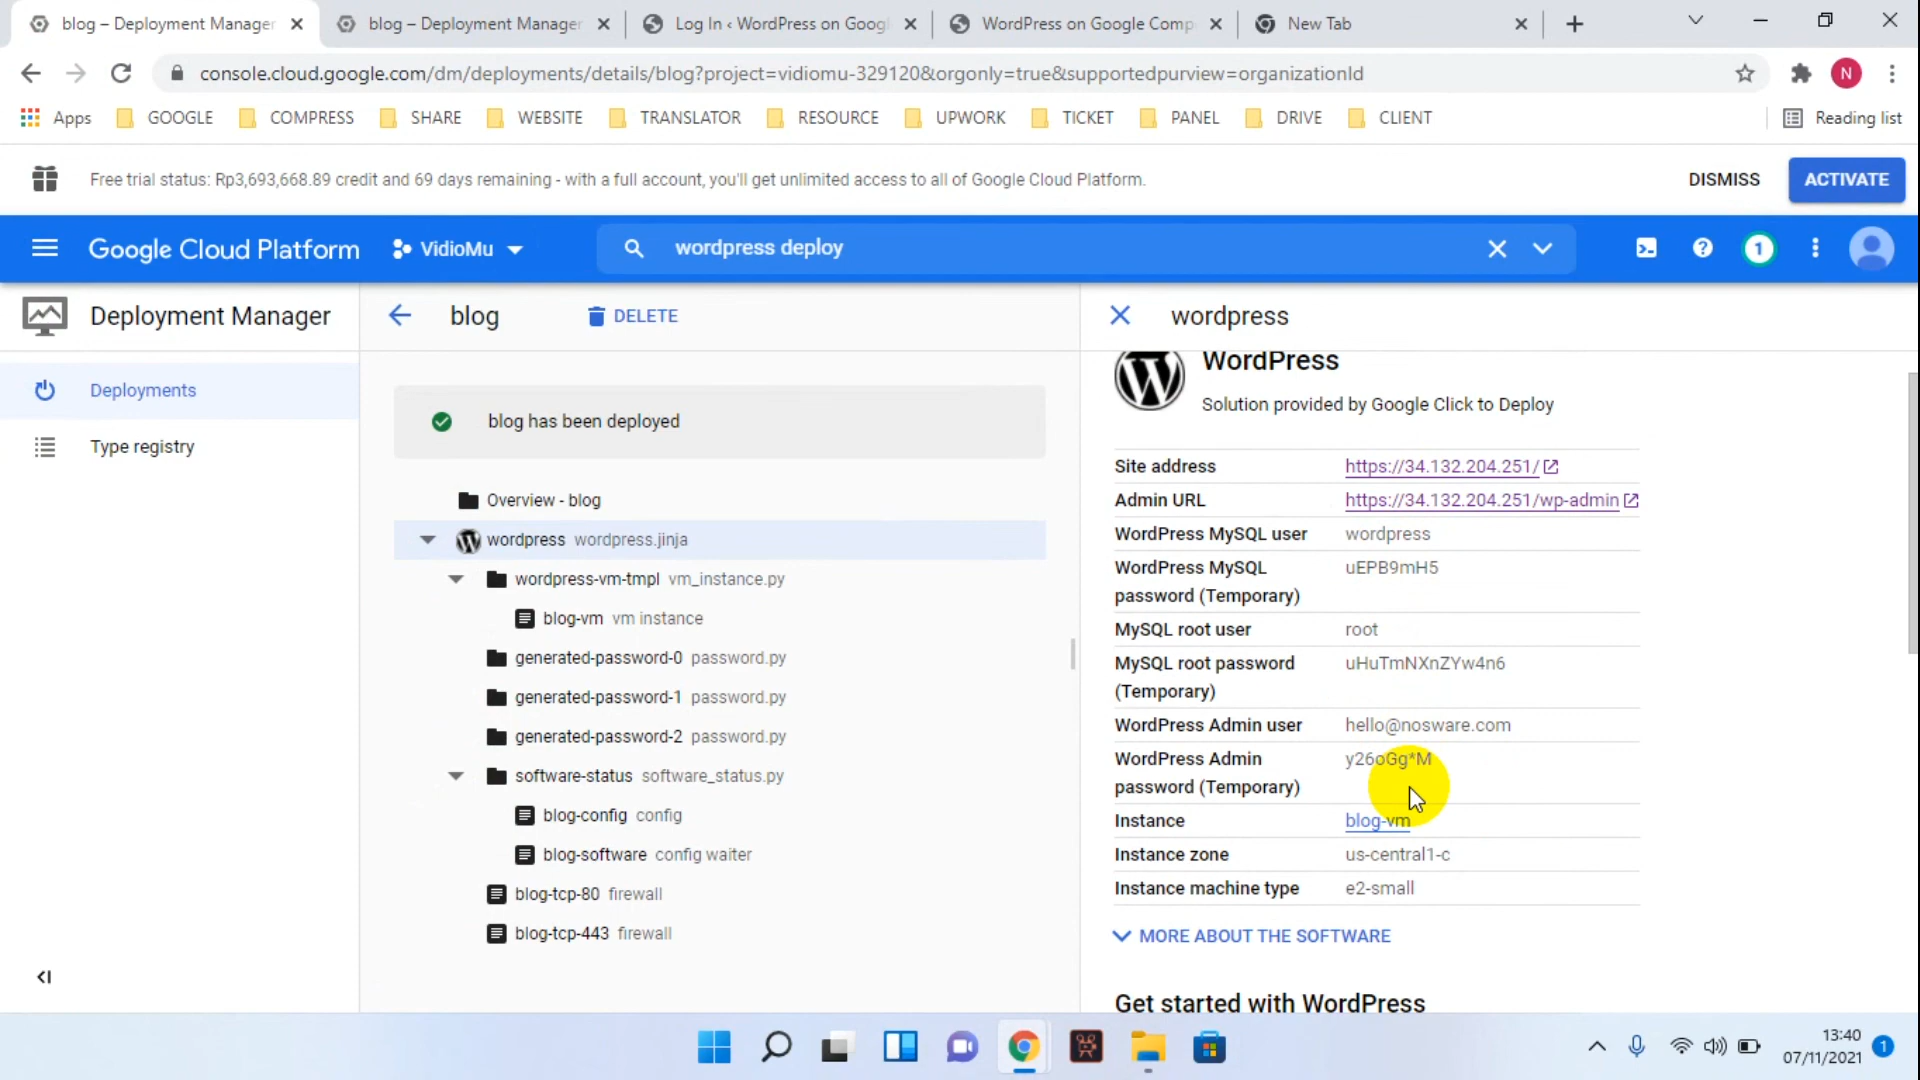 blog – Deployment Manager
blog – Deployment Manager
Log In ‹ WordPress on Googl
WordPress on Google Comp
New Tab
console.cloud.google.com/dm/deployments/details/blog?project=vidiomu-329120&orgonly=true&supportedpurview=organizationId
N
Apps
GOOGLE
COMPRESS
SHARE
WEBSITE
TRANSLATOR
RESOURCE
UPWORK
TICKET
PANEL
DRIVE
CLIENT
Reading list
Free trial status: Rp3,693,668.89 credit and 69 days remaining - with a full account, you'll get unlimited access to all of Google Cloud Platform.
DISMISS
ACTIVATE
Google Cloud Platform
VidioMu
wordpress deploy
1
Deployment Manager
Deployments
Type registry
blog
DELETE
blog has been deployed
Overview - blog
wordpress wordpress.jinja
wordpress-vm-tmpl vm_instance.py
blog-vm vm instance
generated-password-0 password.py
generated-password-1 password.py
generated-password-2 password.py
software-status software_status.py
blog-config config
blog-software config waiter
blog-tcp-80 firewall
blog-tcp-443 firewall
wordpress
WordPress
Solution provided by Google Click to Deploy
Site address https://34.132.204.251/
Admin URL https://34.132.204.251/wp-admin
WordPress MySQL user wordpress
WordPress MySQL uEPB9mH5
password (Temporary)
MySQL root user root
MySQL root password uHuTmNXnZYw4n6
(Temporary)
WordPress Admin user hello@nosware.com
WordPress Admin y26oGg*M
password (Temporary)
Instance blog-vm
Instance zone us-central1-c
Instance machine type e2-small
MORE ABOUT THE SOFTWARE
Get started with WordPress
13:40
07/11/2021
1